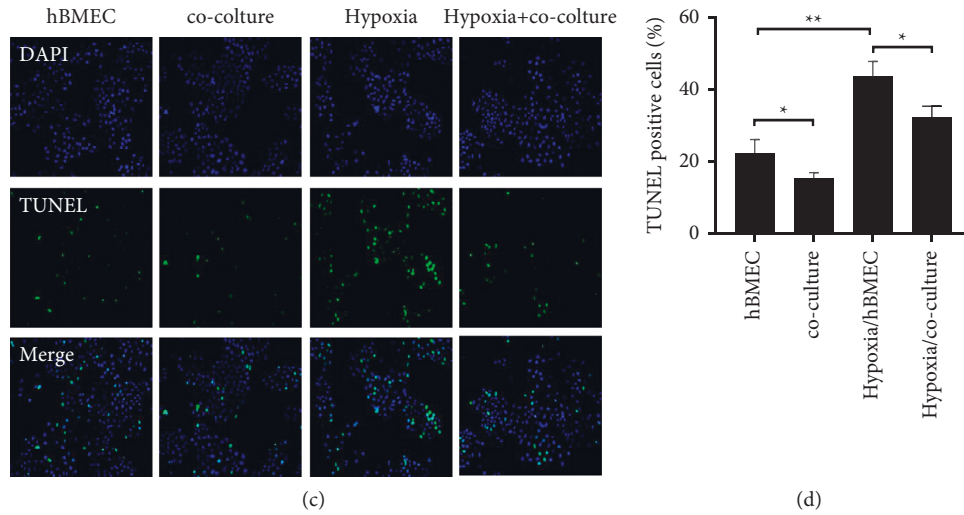 hBMEC co-culture Hypoxia Hypoxia+co-colture
DAPI
TUNEL
Merge
(c)
TUNEL positive cells (%)
60
40
20
0
**
*
*
hBMEC
co-culture
Hypoxia/hBMEC
Hypoxia/co-culture
(d)